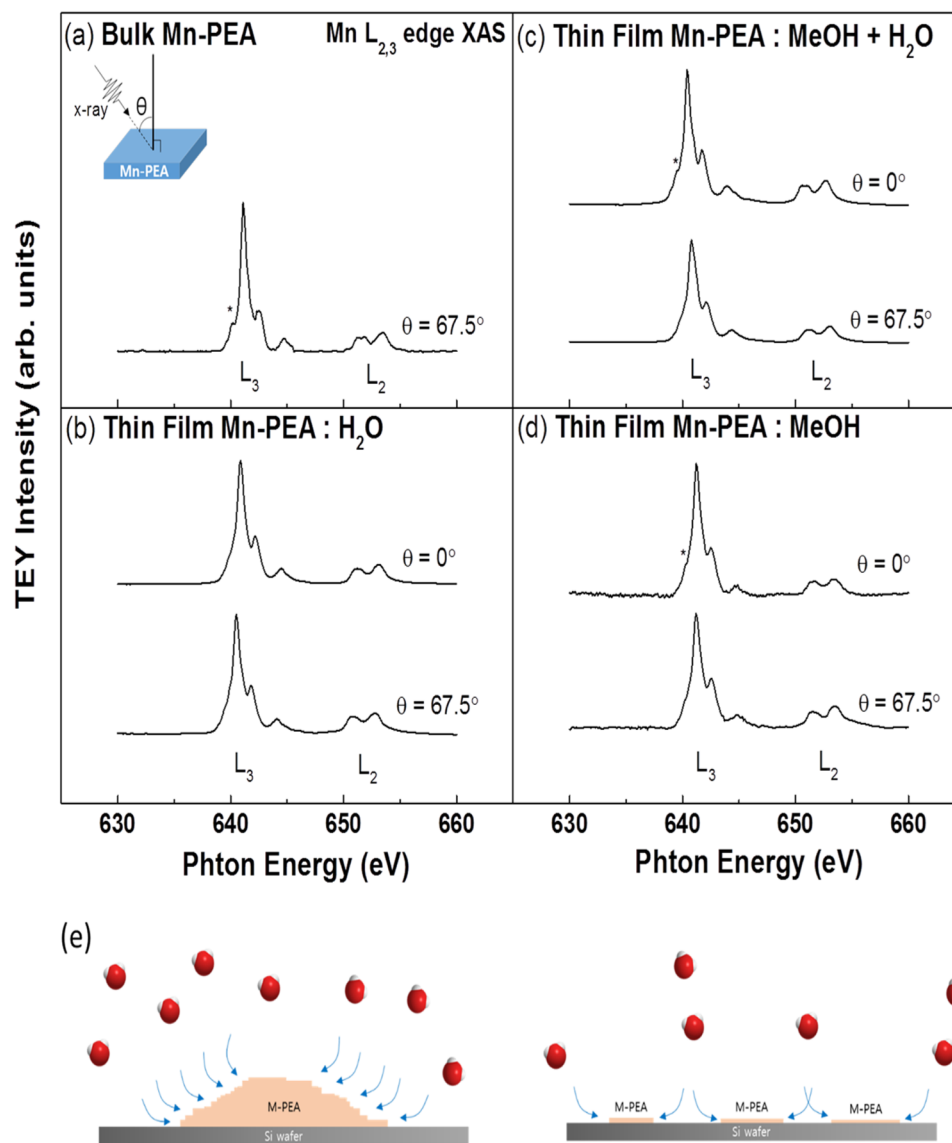 (a) Bulk Mn-PEA
Mn L2,3 edge XAS
x-ray
θ
Mn-PEA
*
θ = 67.5°
L3
L2
(c) Thin Film Mn-PEA : MeOH + H2O
*
θ = 0°
θ = 67.5°
L3
L2
(b) Thin Film Mn-PEA : H2O
θ = 0°
θ = 67.5°
L3
L2
(d) Thin Film Mn-PEA : MeOH
*
θ = 0°
θ = 67.5°
L3
L2
TEY Intensity (arb. units)
630 640 650 660
630 640 650 660
Phton Energy (eV)
Phton Energy (eV)
(e)
M-PEA
Si wafer
M-PEA
M-PEA
M-PEA
Si wafer